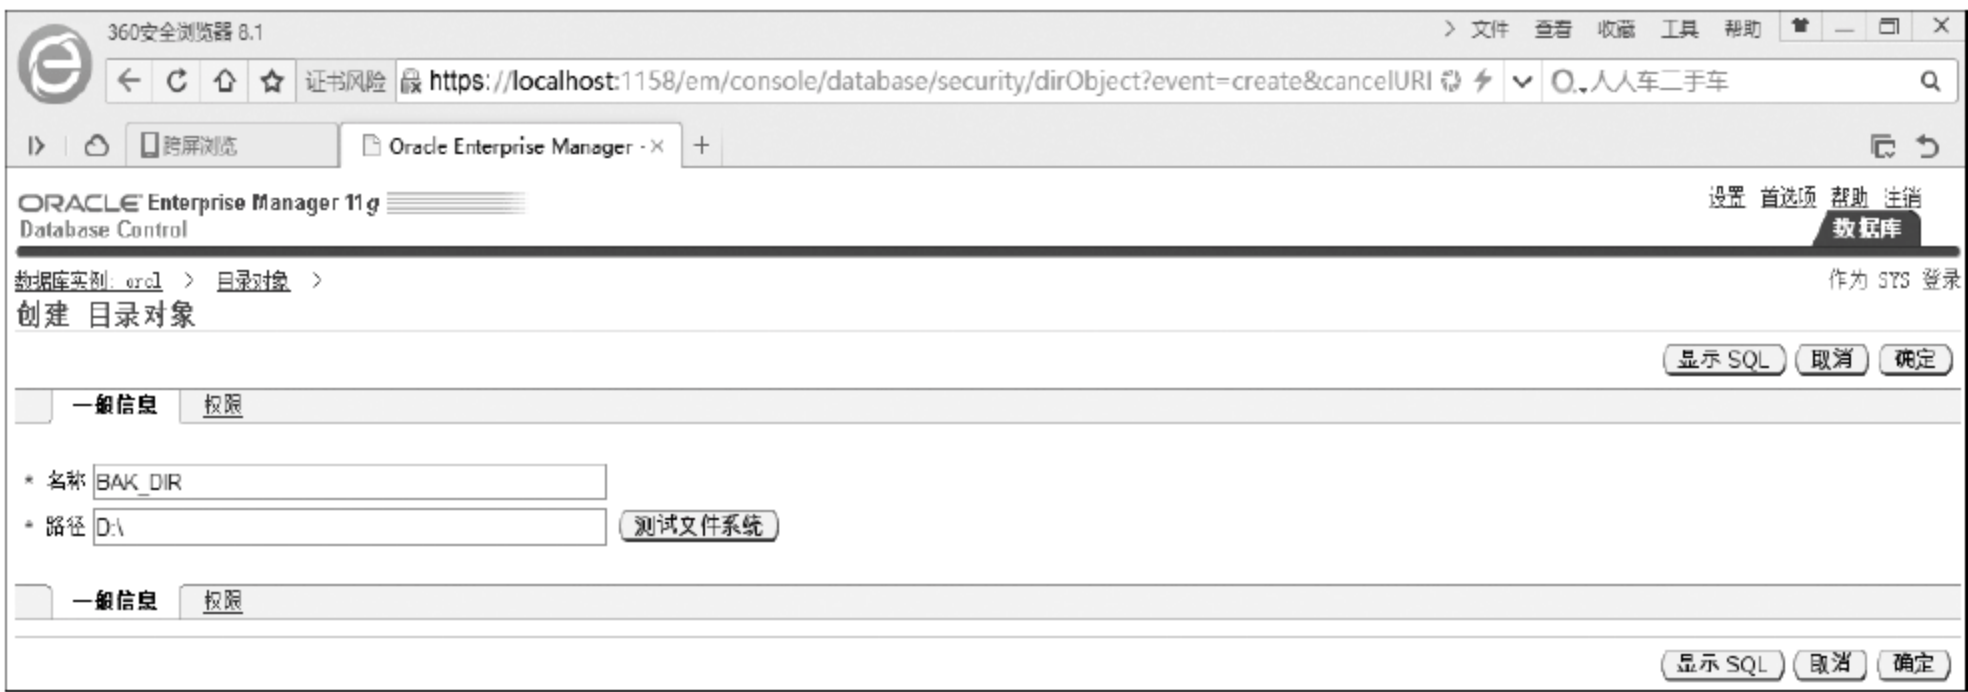 360安全浏览器 8.1
文件 查看 收藏 工具 帮助
证书风险 https://localhost:1158/em/console/database/security/dirObject?event=create&cancelURI 人人车二手车
跨屏浏览 Oracle Enterprise Manager - × +
ORACLE Enterprise Manager 11g
Database Control
设置 首选项 帮助 注销
数据库
数据库实例: orcl > 目录对象 >
作为 SYS 登录
创建 目录对象
显示 SQL 取消 确定
一般信息 权限
* 名称 BAK_DIR
* 路径 D:\ 测试文件系统
一般信息 权限
显示 SQL 取消 确定